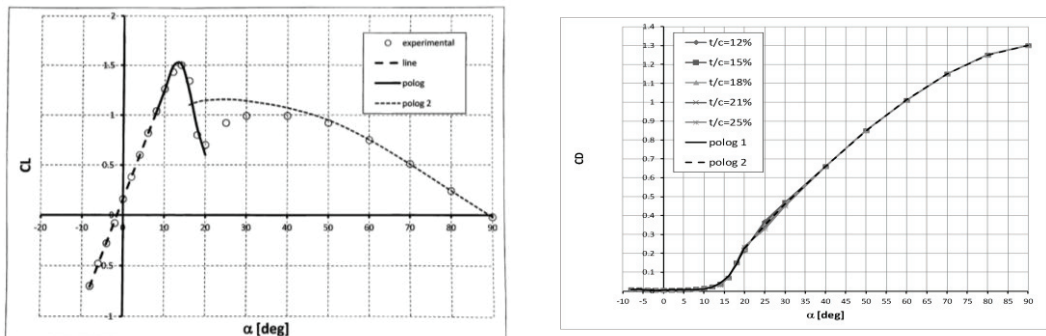 2
1.5
1
0.5
0
-0.5
-1
-20
-10
0
10
20
30
40
50
60
70
80
90
CL
α [deg]
experimental
line
polog
polog 2
1.4
1.3
1.2
1.1
1
0.9
0.8
0.7
0.6
0.5
0.4
0.3
0.2
0.1
0
-10 -5 0 5 10 15 20 25 30 35 40 45 50 55 60 65 70 75 80 85 90
CD
α [deg]
t/c=12%
t/c=15%
t/c=18%
t/c=21%
t/c=25%
polog 1
polog 2